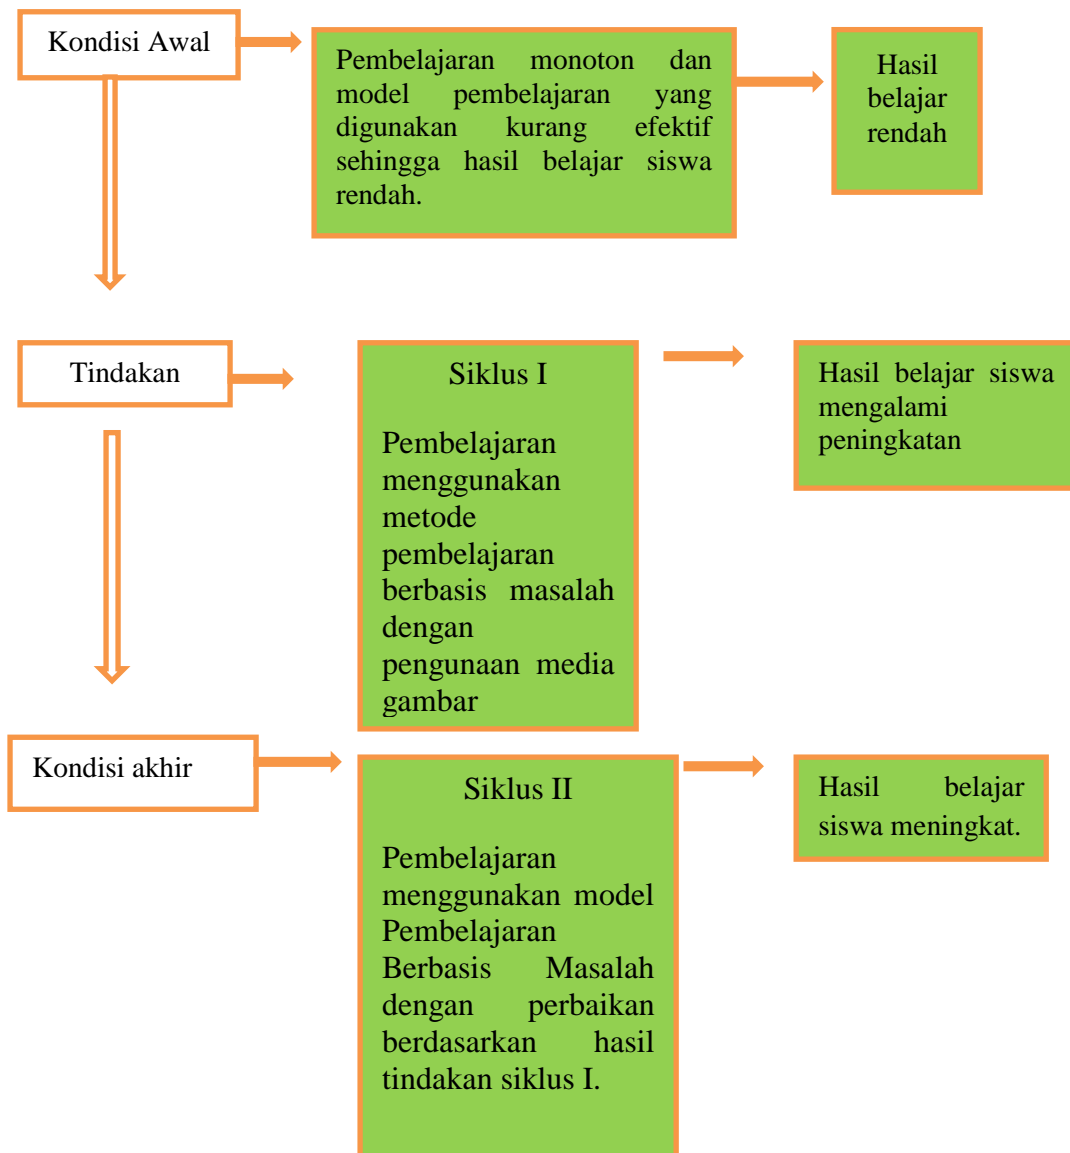 Kondisi Awal
Pembelajaran monoton dan
model pembelajaran yang
digunakan kurang efektif
sehingga hasil belajar siswa
rendah.
Hasil
belajar
rendah
Tindakan
Siklus I
Pembelajaran
menggunakan
metode
pembelajaran
berbasis masalah
dengan
pengunaan media
gambar
Hasil belajar siswa
mengalami
peningkatan
Kondisi akhir
Siklus II
Pembelajaran
menggunakan model
Pembelajaran
Berbasis Masalah
dengan perbaikan
berdasarkan hasil
tindakan siklus I.
Hasil belajar
siswa meningkat.